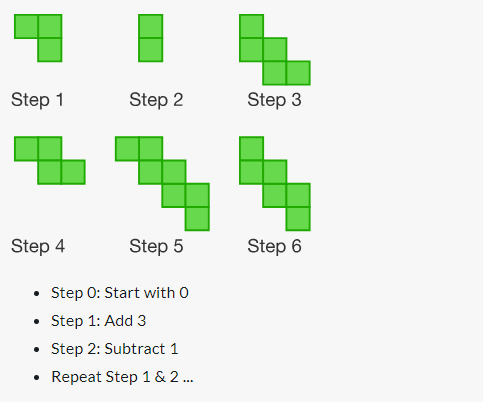 Step 1 Step 2 Step 3
Step 4 Step 5 Step 6
• Step 0: Start with 0
• Step 1: Add 3
• Step 2: Subtract 1
• Repeat Step 1 & 2 ...